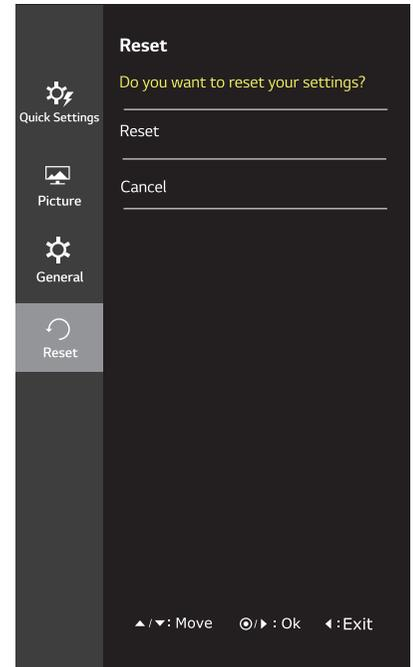 Reset
Do you want to reset your settings?
Reset
Cancel
Quick Settings
Picture
General
Reset
▲/▼: Move ◉/▶ : Ok ◀ :Exit